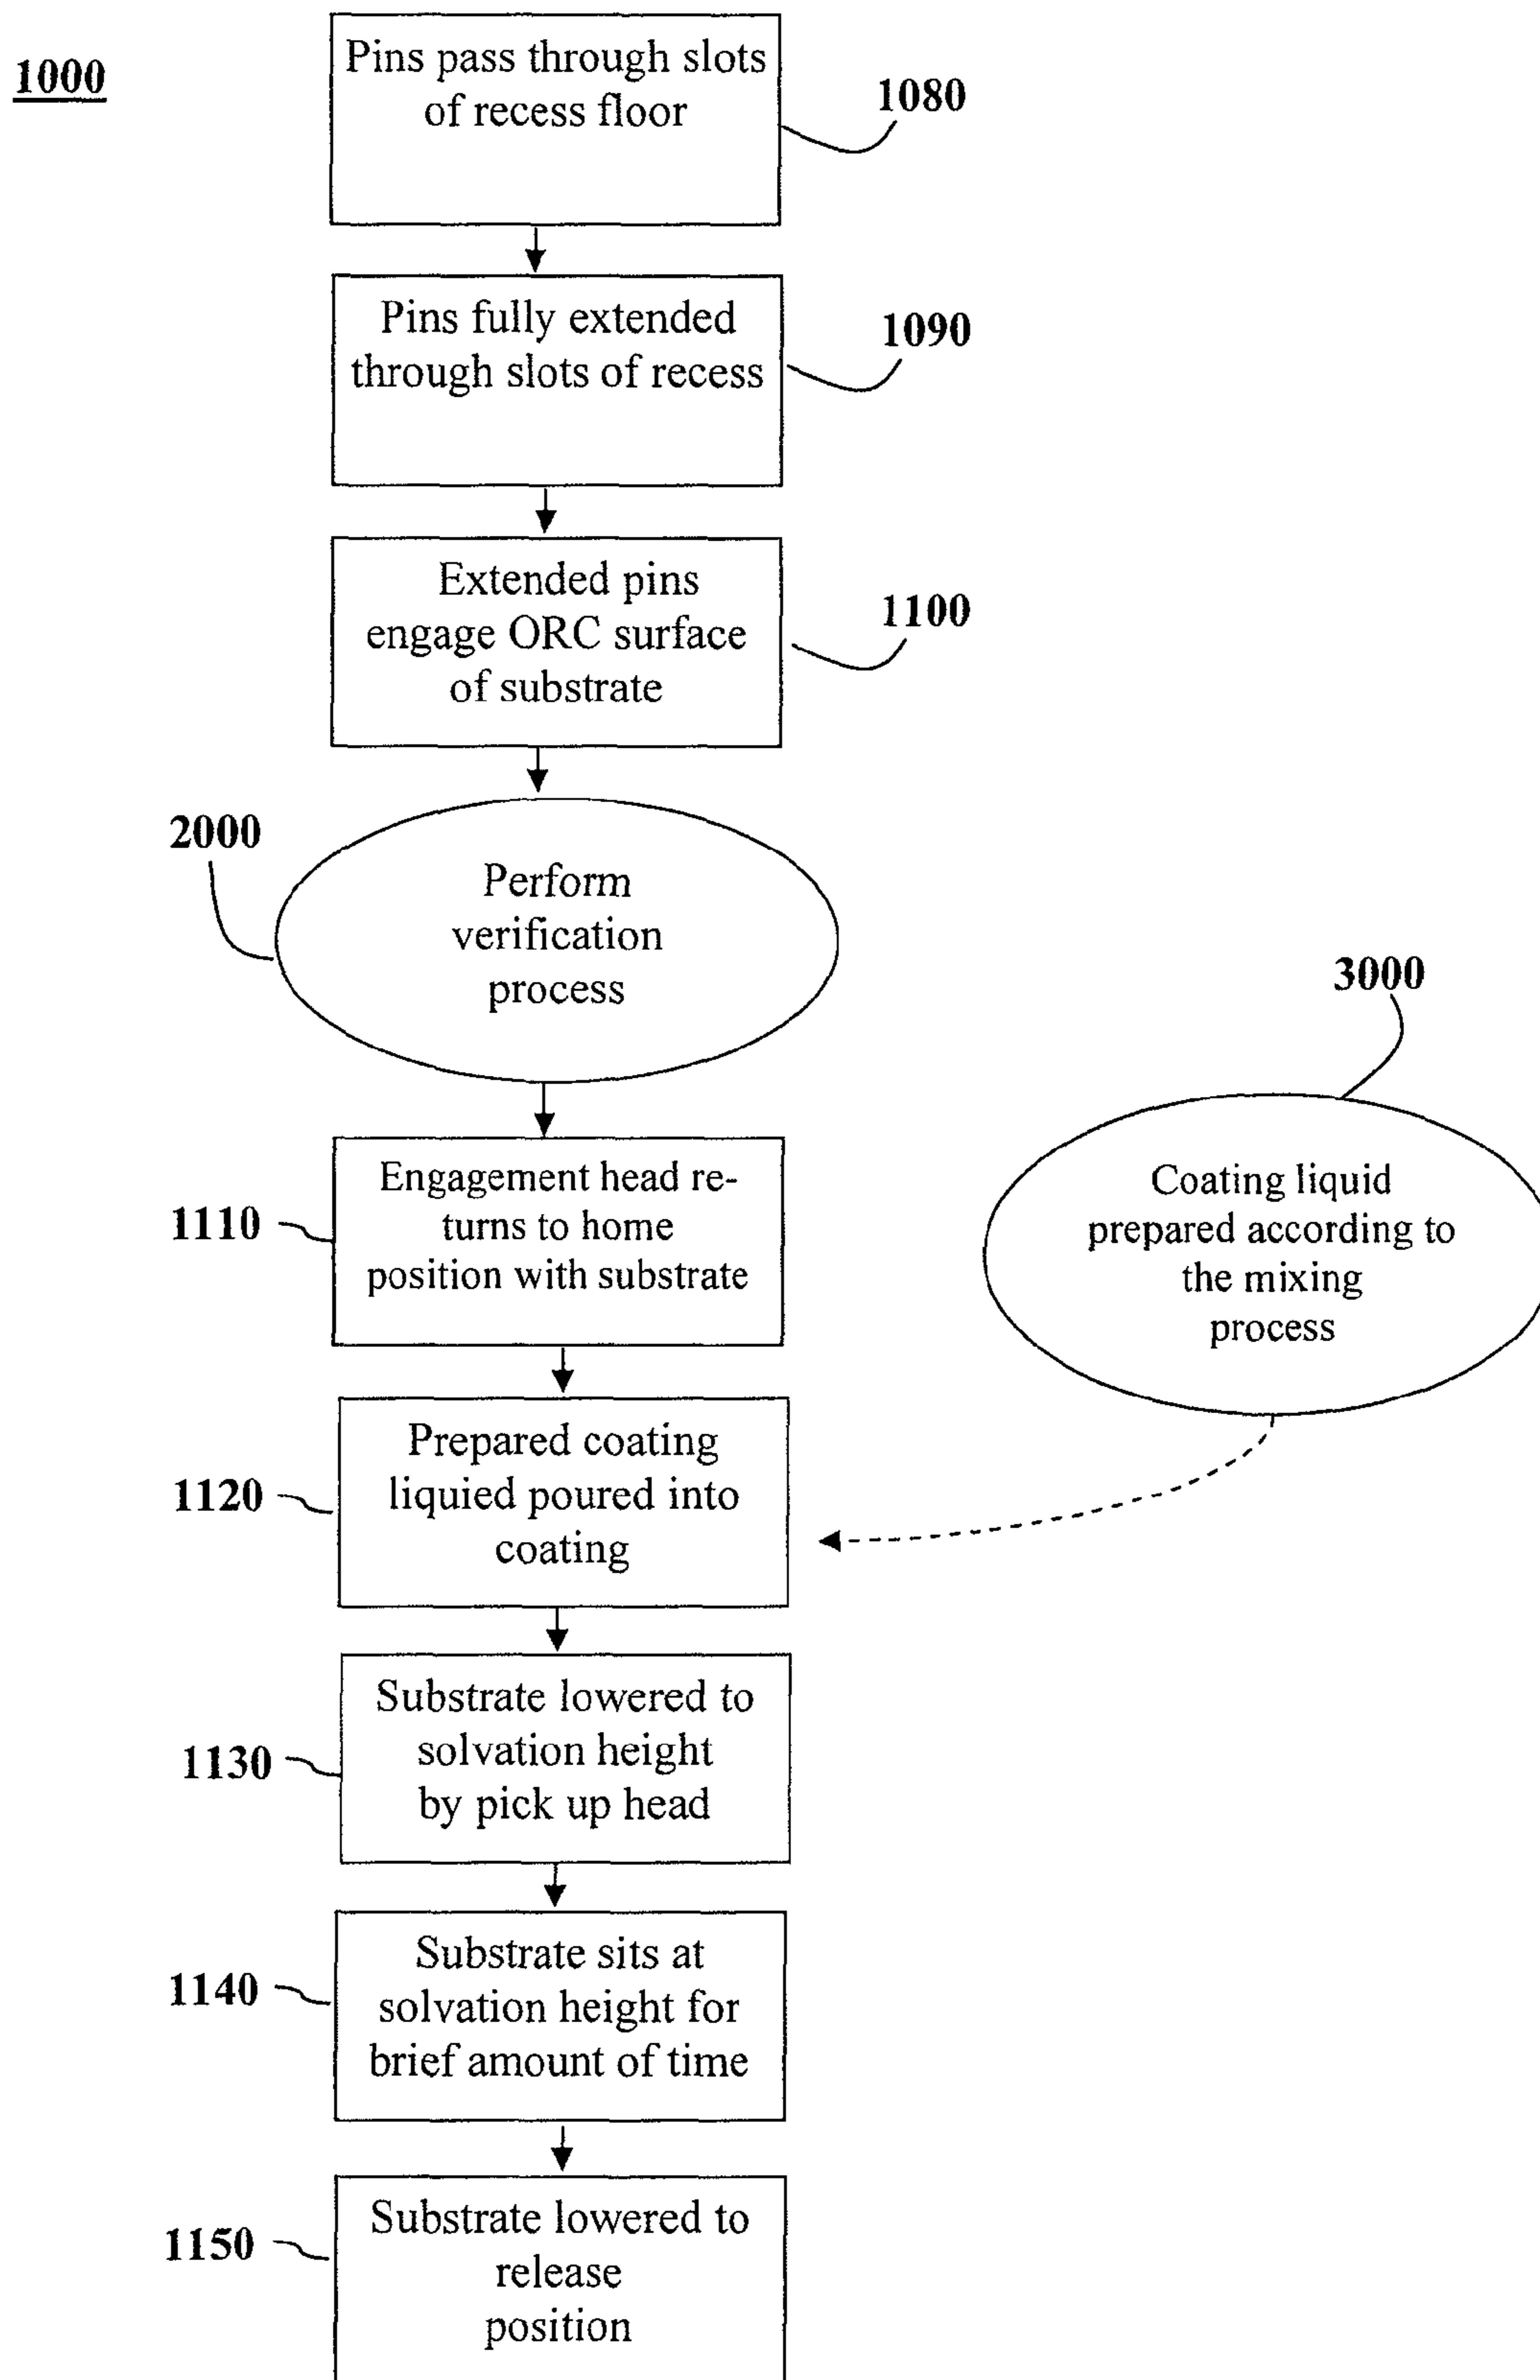 1000
Pins pass through slots
of recess floor
1080
Pins fully extended
through slots of recess
1090
Extended pins
engage ORC surface
of substrate
1100
2000
Perform
verification
process
3000
Coating liquid
prepared according to
the mixing
process
1110
Engagement head re-
turns to home
position with substrate
1120
Prepared coating
liquied poured into
coating
1130
Substrate lowered to
solvation height
by pick up head
1140
Substrate sits at
solvation height for
brief amount of time
1150
Substrate lowered to
release
position